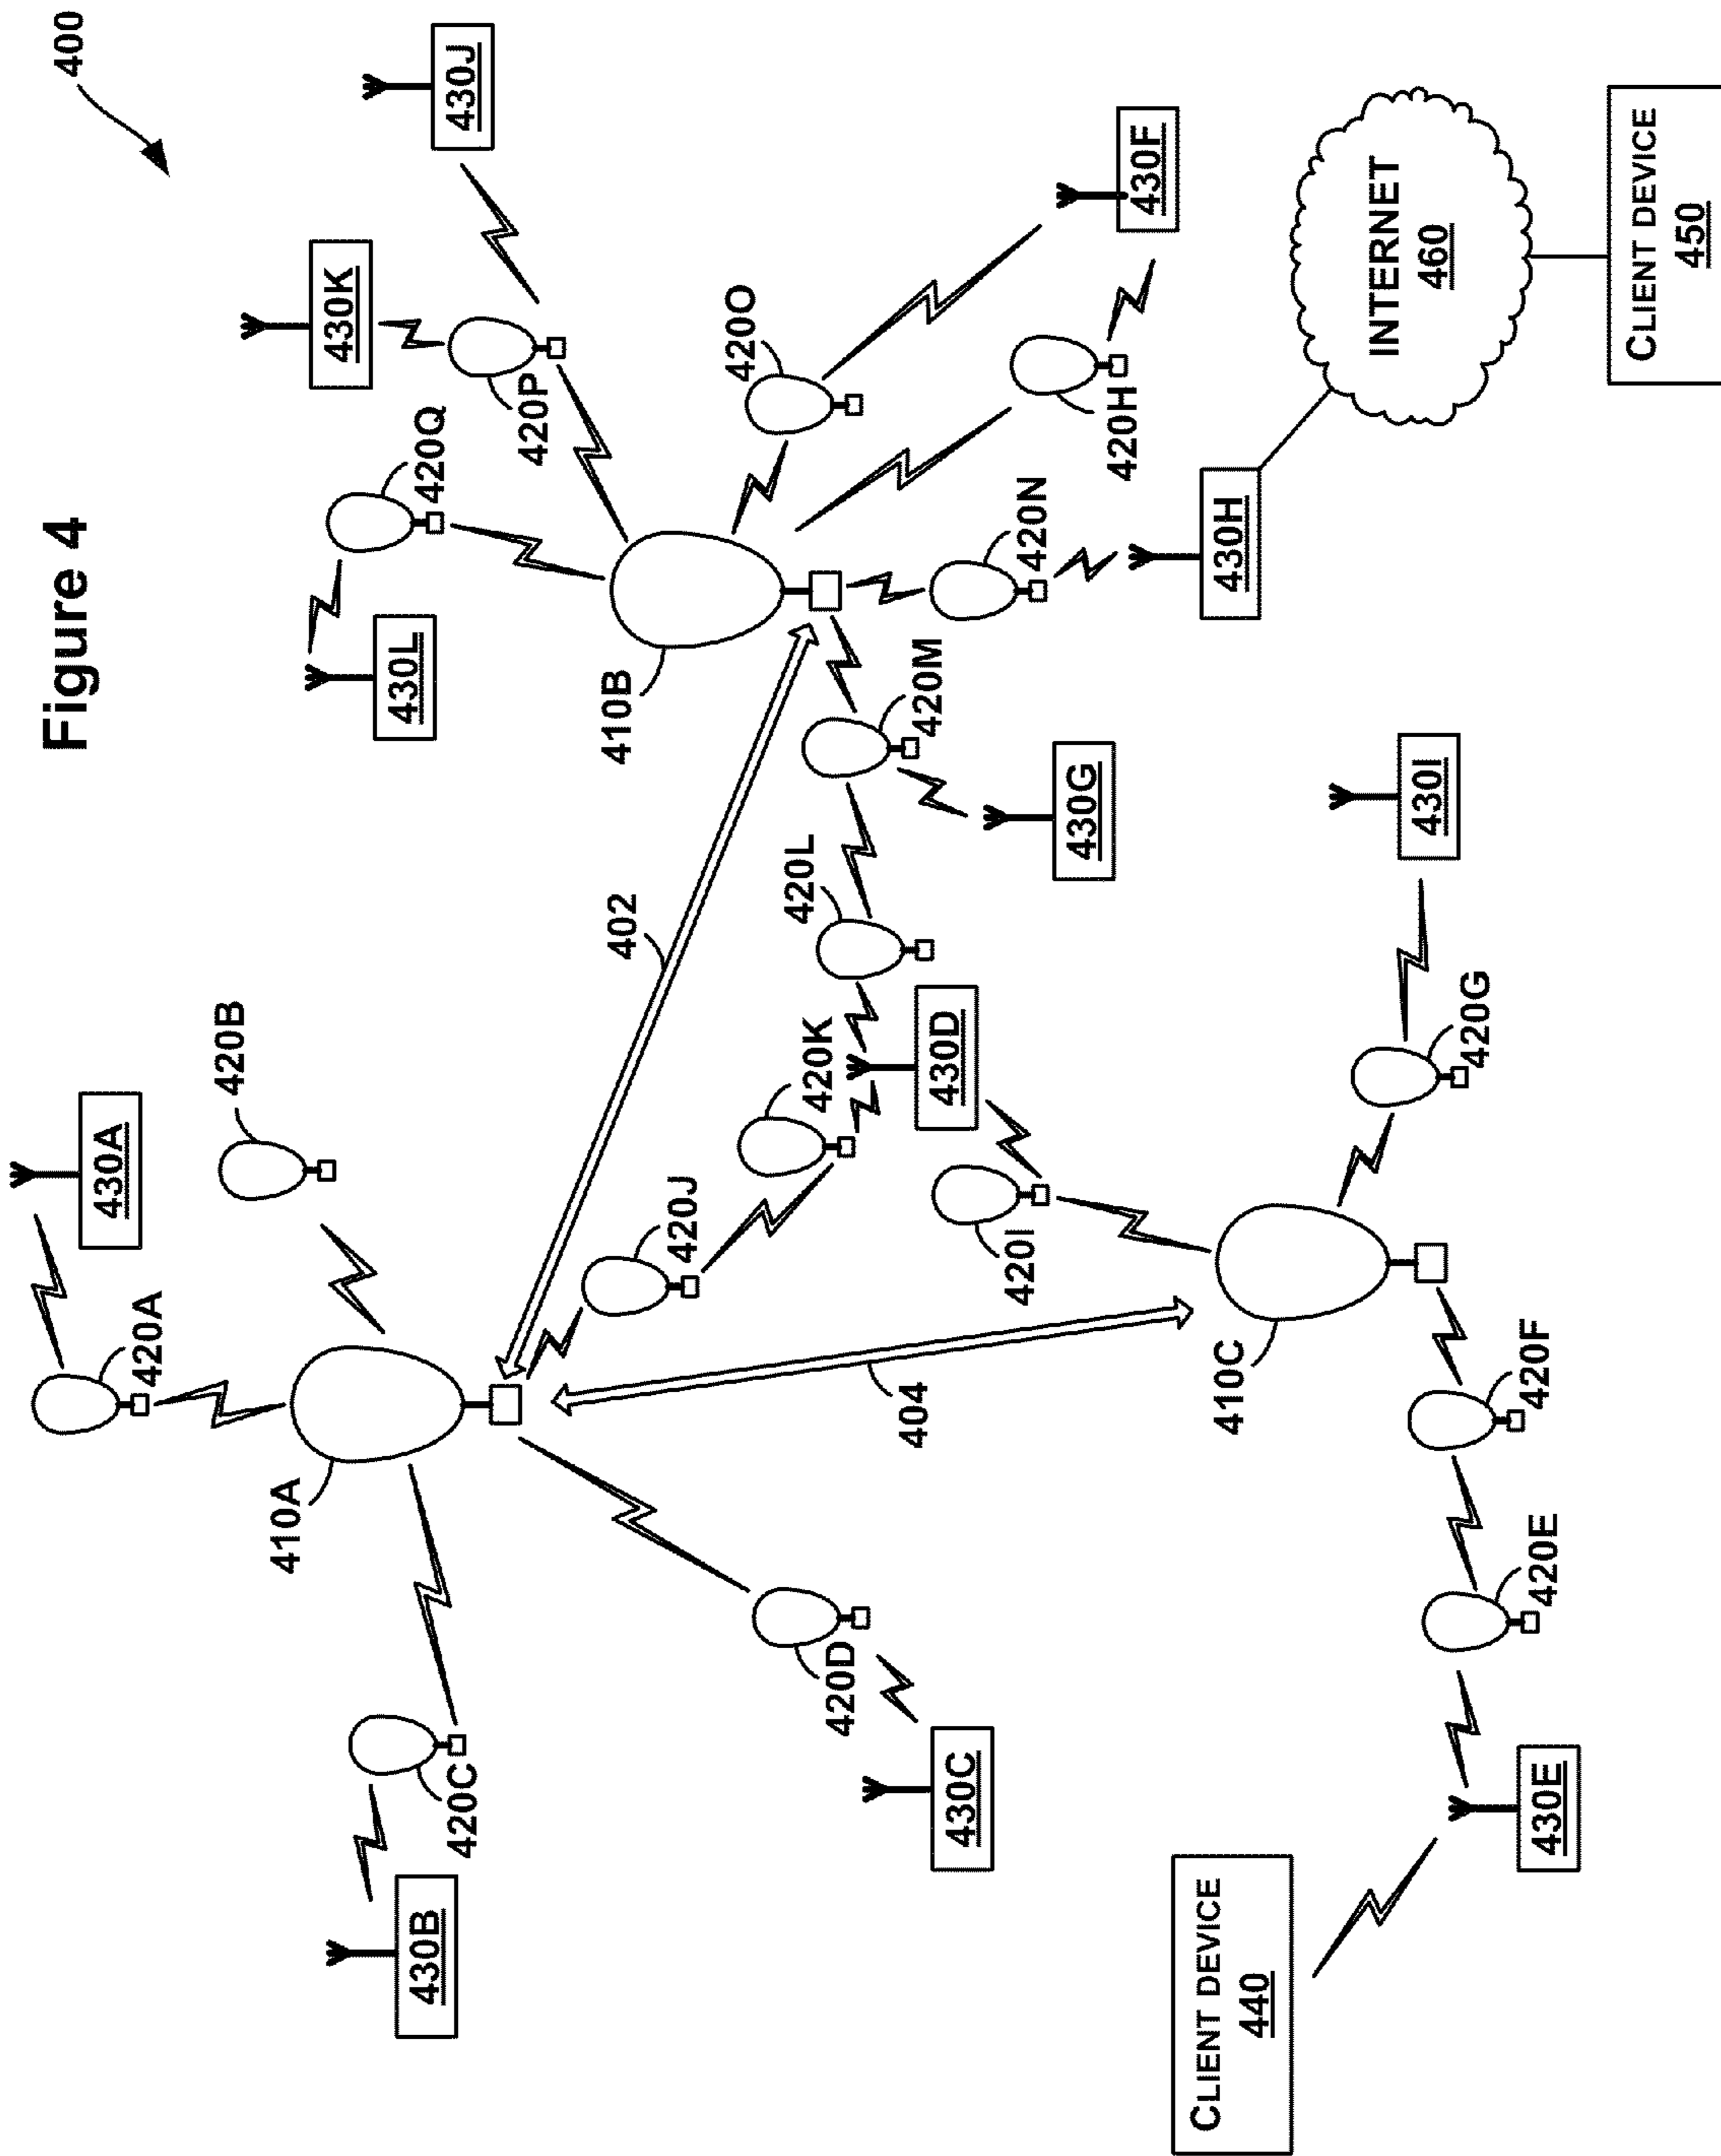 Figure 4
400
430A
420A
420B
410A
430K
430L
430B
420Q
430J
420C
420P
410B
402
420J
420O
420L
420K
420D
404
420M
430D
430C
420I
420N
430G
420H
430F
CLIENT DEVICE
440
410C
430H
INTERNET
460
430I
420G
420F
420E
430E
CLIENT DEVICE
450